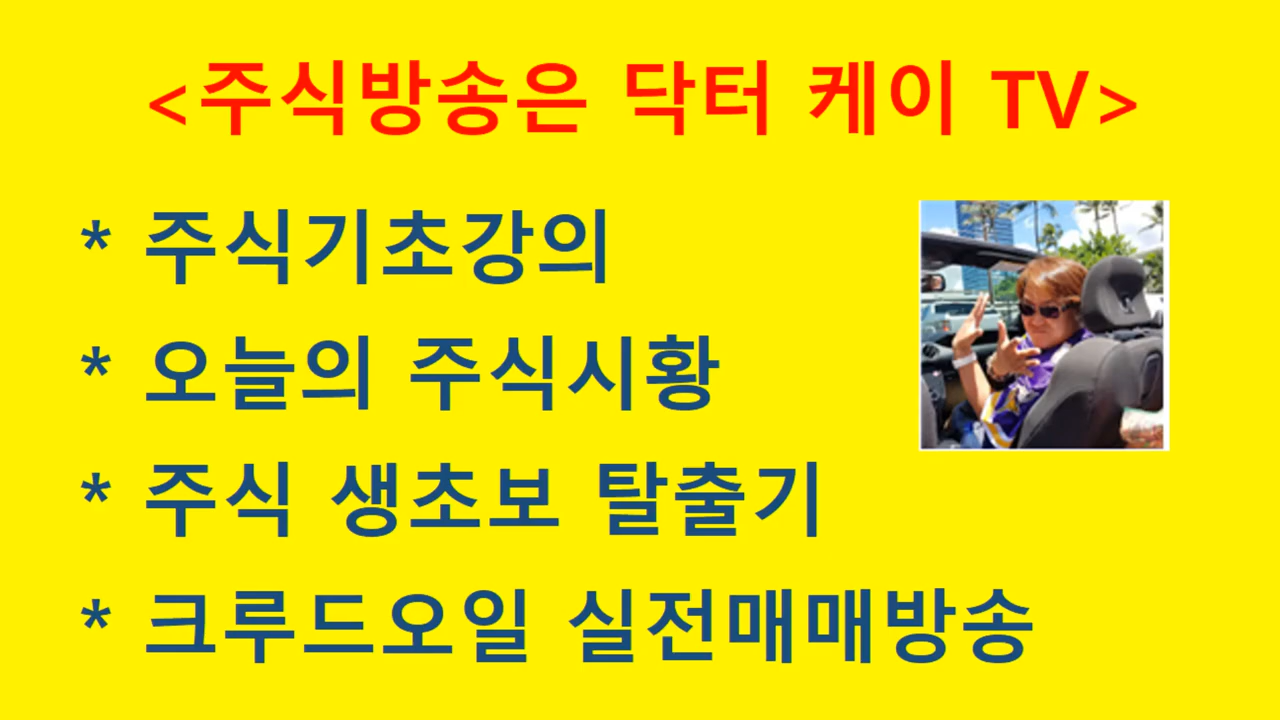 <주식방송은 닥터 케이 TV>
* 주식기초강의
* 오늘의 주식시황
* 주식 생초보 탈출기
* 크루드오일 실전매매방송